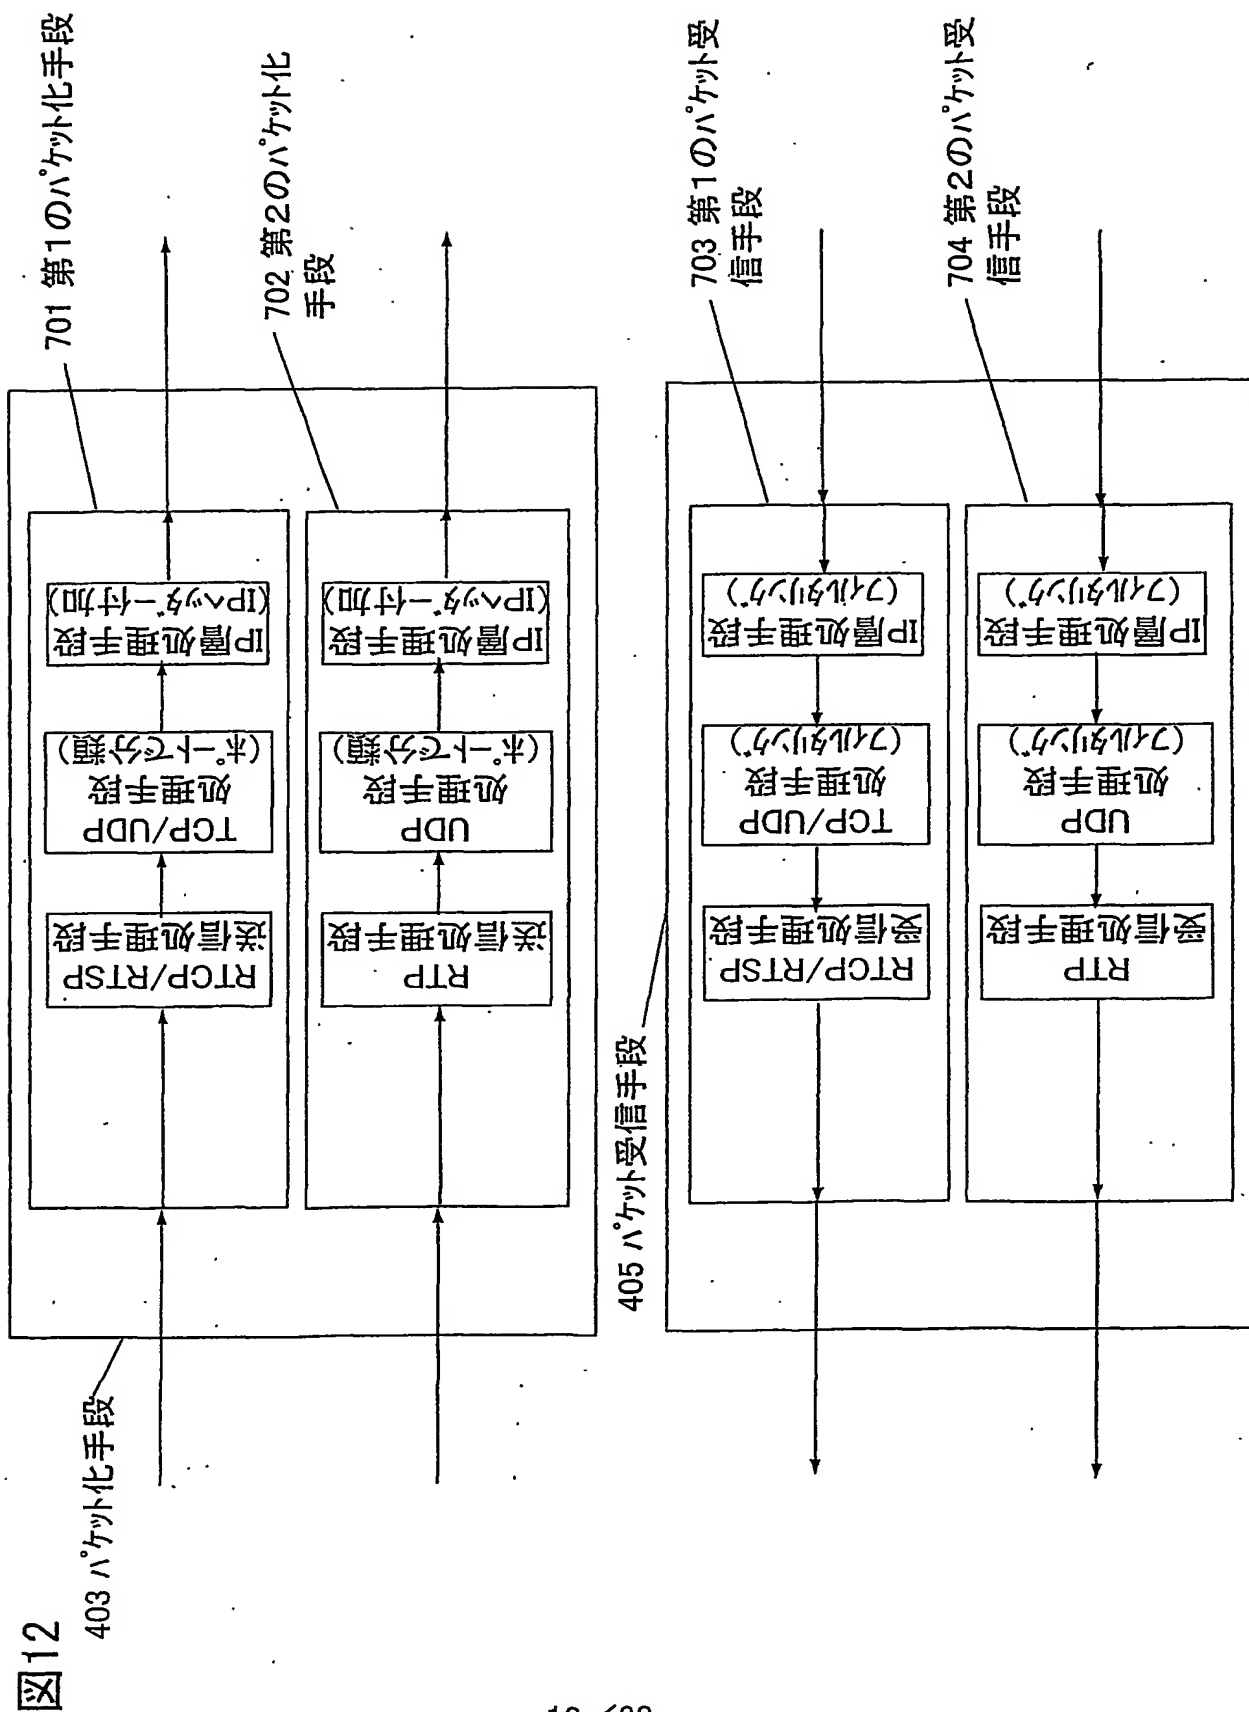 図12
403 パケット化手段
701 第1のパケット化手段
RTCP/RTSP
送信処理手段
TCP/UDP
処理手段
(ポートで分類)
IP層処理手段
(IPヘッダー付加)
702 第2のパケット化
手段
RTP
送信処理手段
UDP
処理手段
(ポートで分類)
IP層処理手段
(IPヘッダー付加)
405 パケット受信手段
703 第1のパケット受
信手段
IP層処理手段
(フィルタリング)
TCP/UDP
処理手段
(フィルタリング)
RTCP/RTSP
受信処理手段
704 第2のパケット受
信手段
IP層処理手段
(フィルタリング)
UDP
処理手段
(フィルタリング)
RTP
受信処理手段